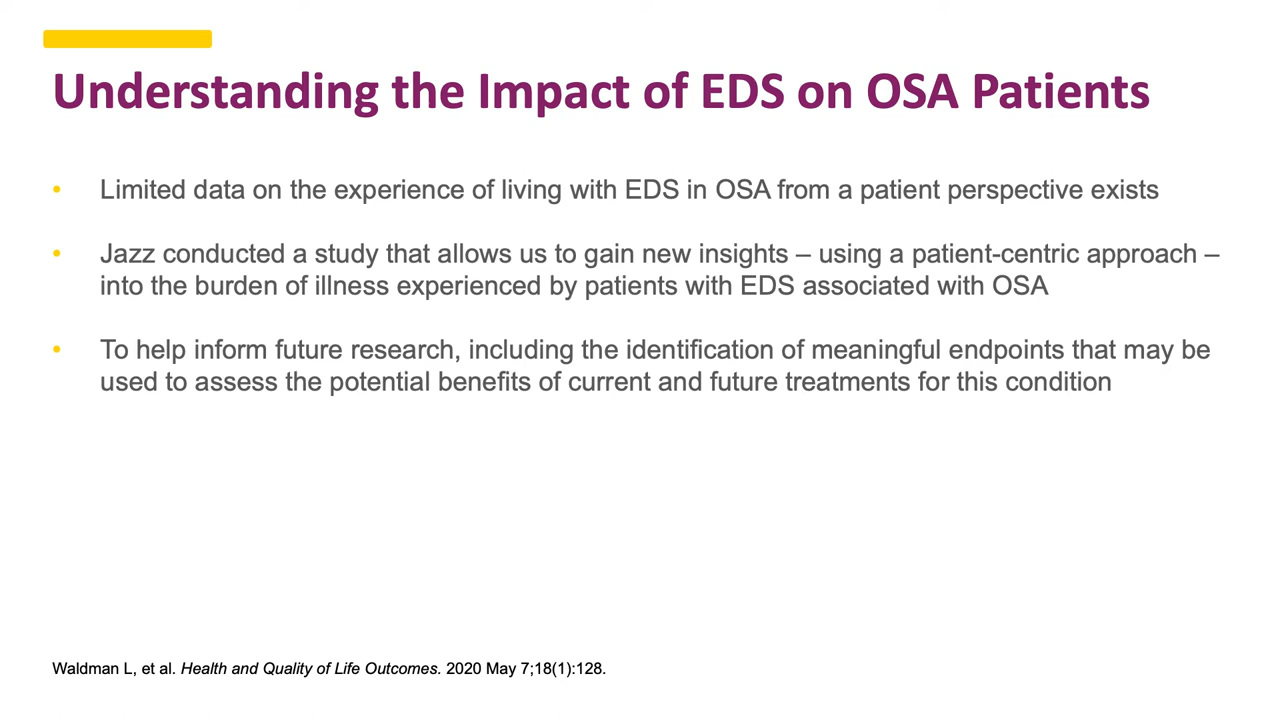 Understanding the Impact of EDS on OSA Patients
• Limited data on the experience of living with EDS in OSA from a patient perspective exists
• Jazz conducted a study that allows us to gain new insights – using a patient-centric approach –
into the burden of illness experienced by patients with EDS associated with OSA
• To help inform future research, including the identification of meaningful endpoints that may be
used to assess the potential benefits of current and future treatments for this condition
Waldman L, et al. Health and Quality of Life Outcomes. 2020 May 7;18(1):128.